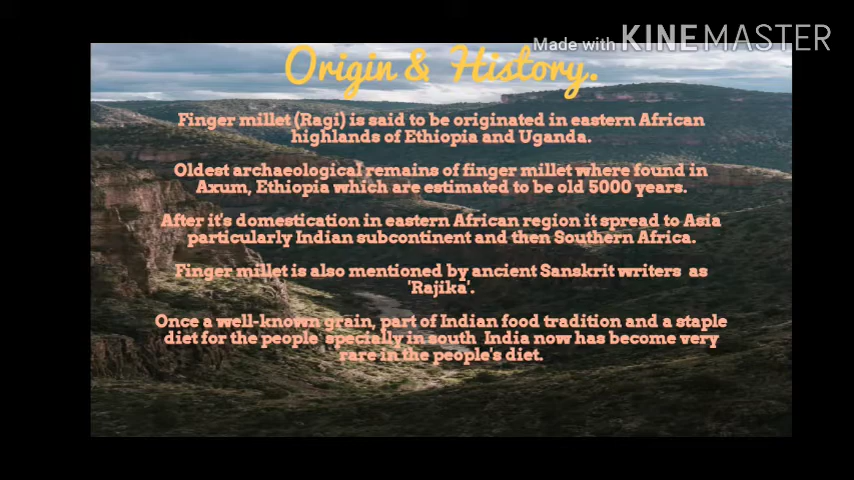 Made with KINEMASTER
Origin & History.
Finger millet (Ragi) is said to be originated in eastern African
highlands of Ethiopia and Uganda.
Oldest archaeological remains of finger millet where found in
Axum, Ethiopia which are estimated to be old 5000 years.
After it's domestication in eastern African region it spread to Asia
particularly Indian subcontinent and then Southern Africa.
Finger millet is also mentioned by ancient Sanskrit writers as
'Rajika'.
Once a well-known grain, part of Indian food tradition and a staple
diet for the people specially in south India now has become very
rare in the people's diet.